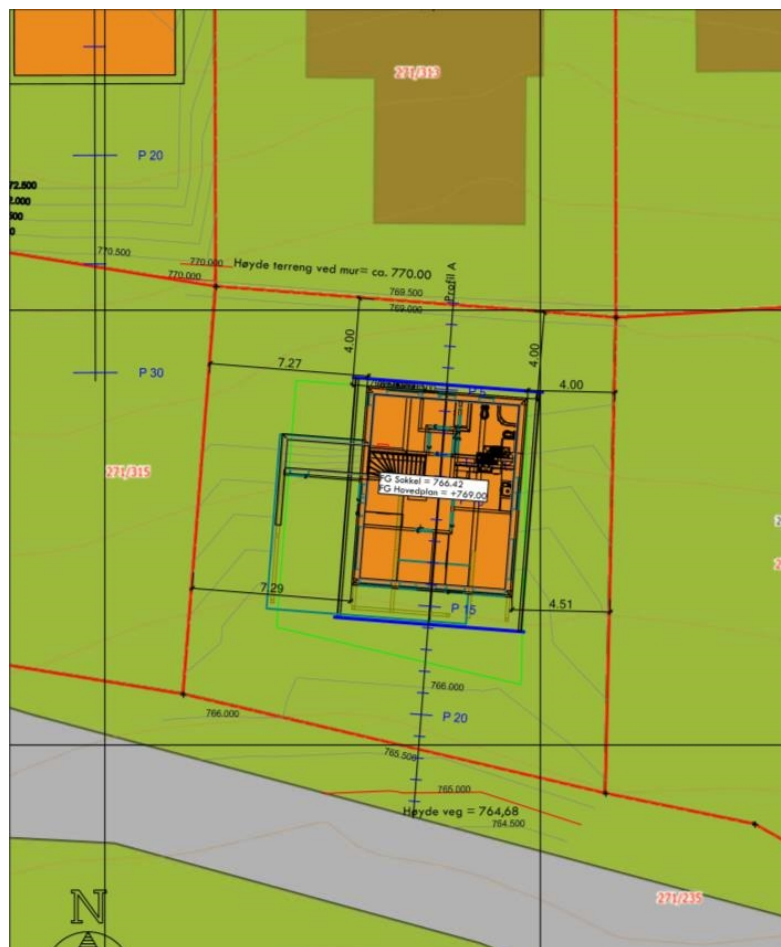 271/313
P 20
72.500
2.000
500
0
770.500
770.000
770.000
Høyde terreng ved mur= ca. 770.00
Profil A
769.500
769.000
4.00
4.00
7.27
4.00
P 30
P 5
271/315
FG Sokkel = 766.42
FG Hovedplan = +769.00
7.29
P 15
4.51
766.000
766.000
P 20
765.500
765.000
Høyde veg = 764,68
764.500
271/235
N